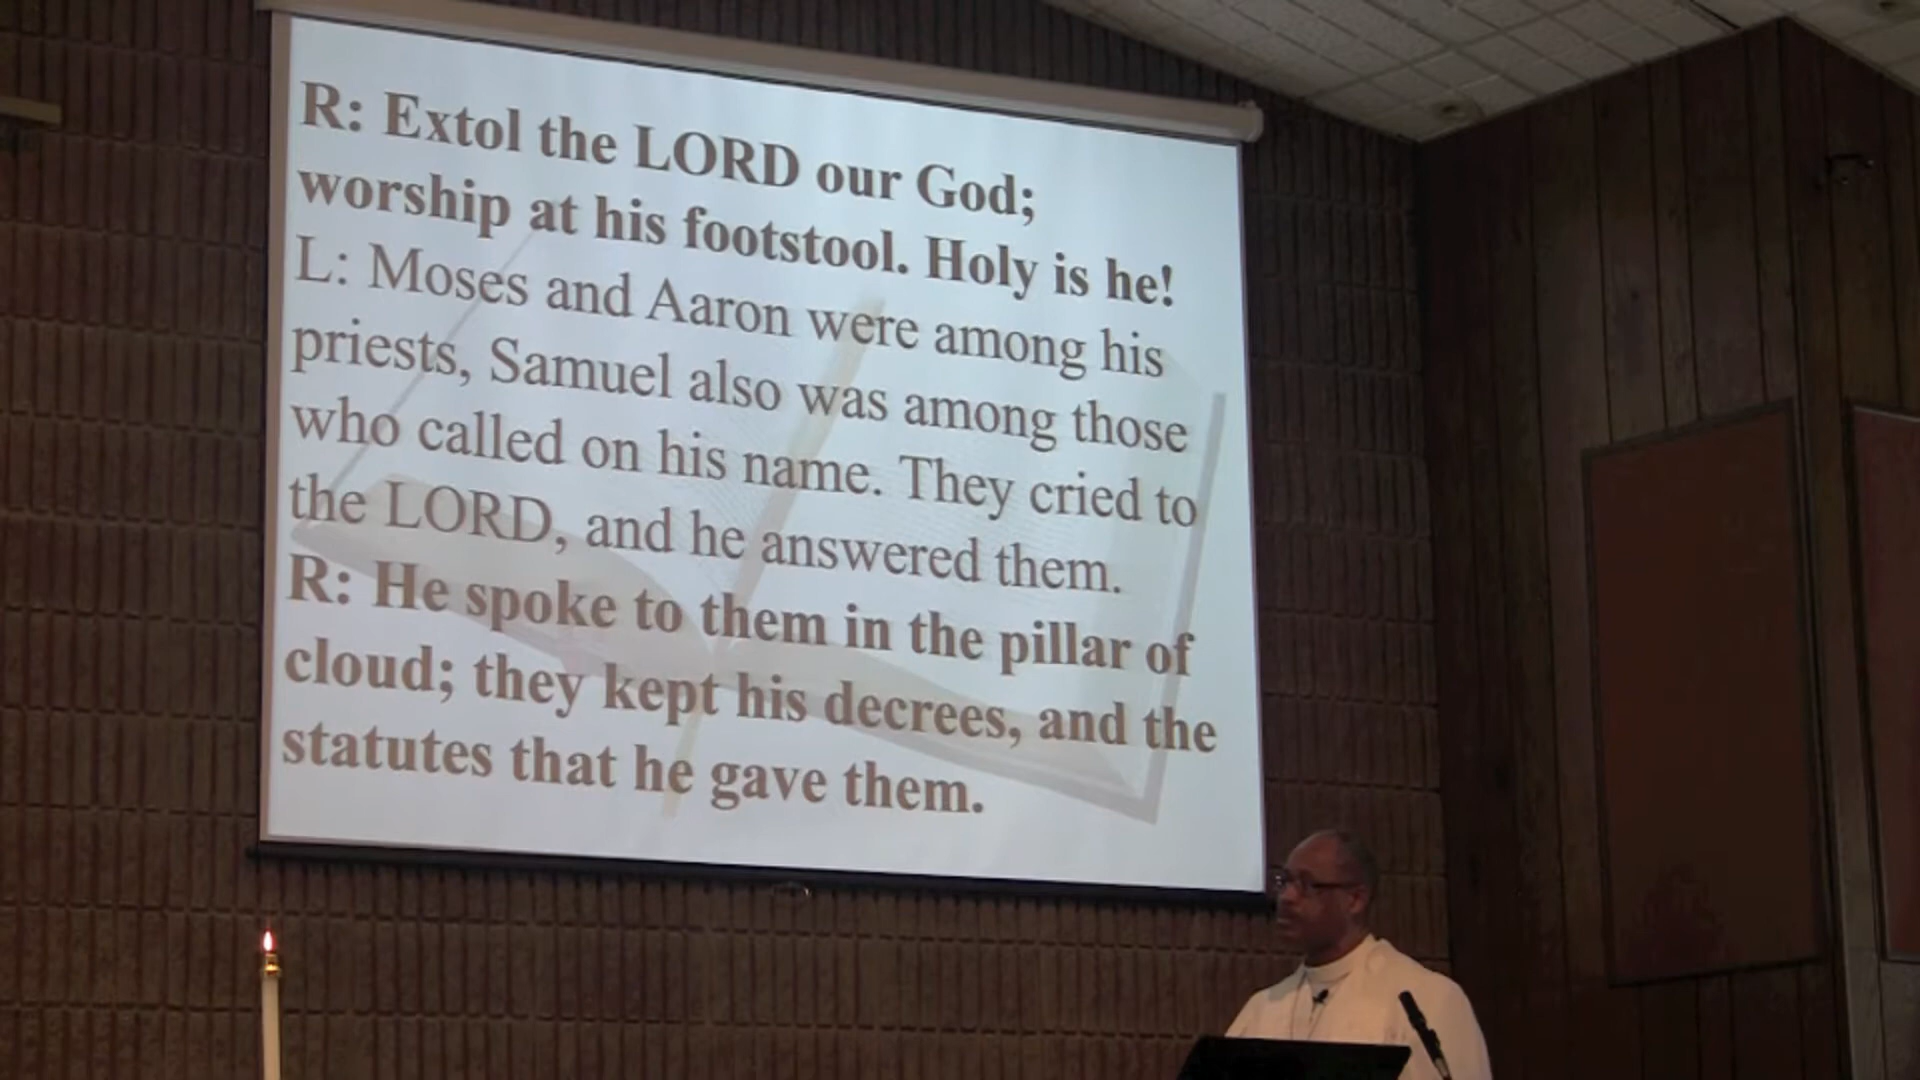 R: Extol the LORD our God;
worship at his footstool. Holy is he!
L: Moses and Aaron were among his
priests, Samuel also was among those
who called on his name. They cried to
the LORD, and he answered them.
R: He spoke to them in the pillar of
cloud; they kept his decrees, and the
statutes that he gave them.